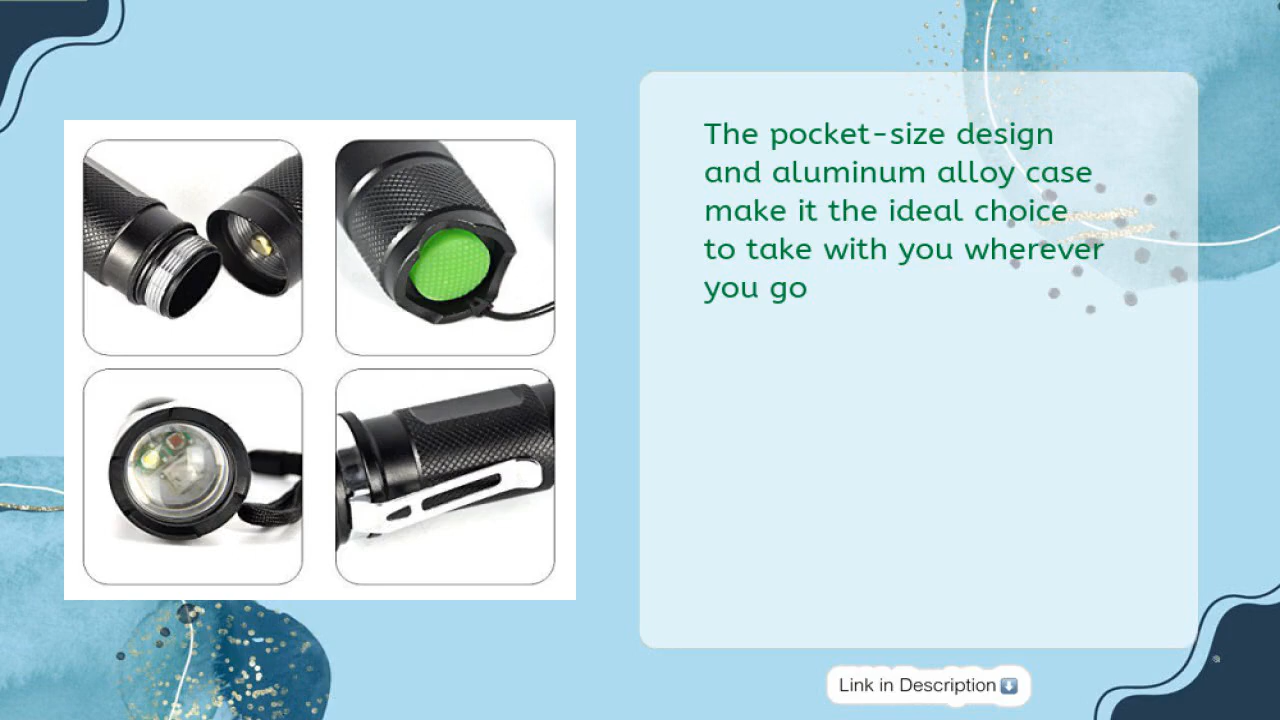 The pocket-size design
and aluminum alloy case
make it the ideal choice
to take with you wherever
you go
Link in Description ⬇️